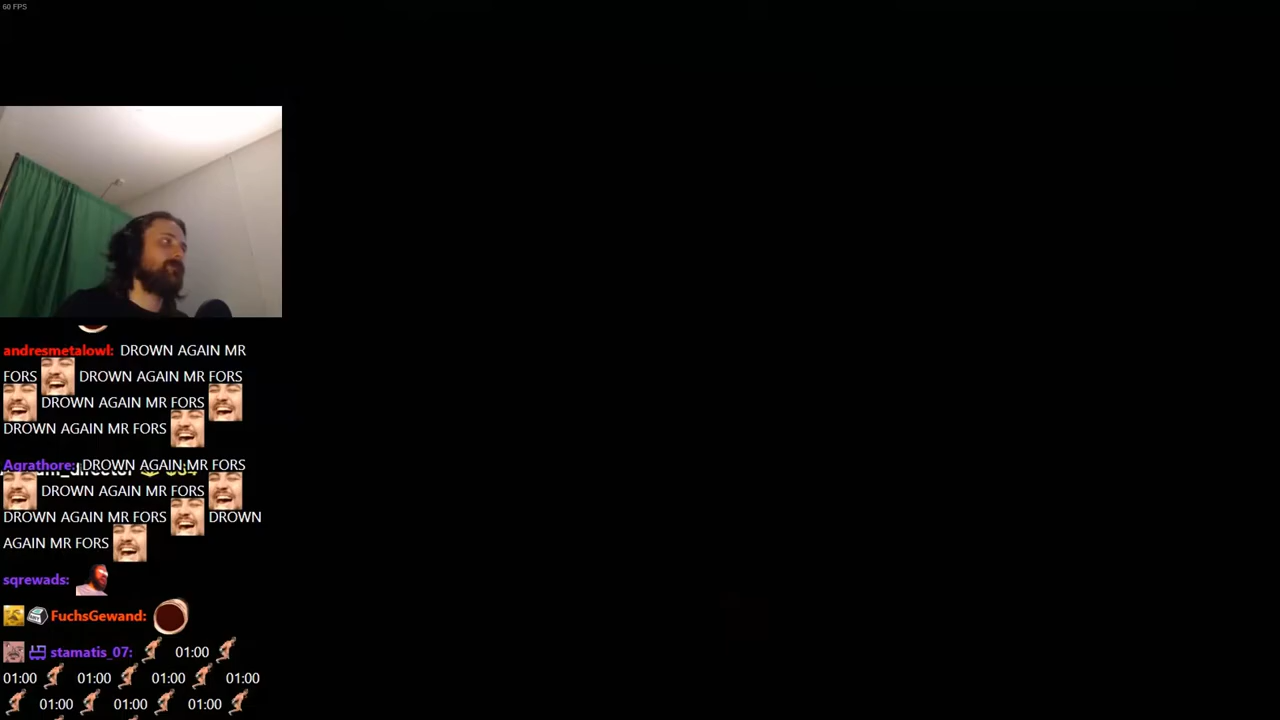 60 FPS
andresmetalowl: DROWN AGAIN MR
FORS DROWN AGAIN MR FORS
DROWN AGAIN MR FORS
DROWN AGAIN MR FORS
Agrathore: DROWN AGAIN MR FORS
DROWN AGAIN MR FORS
DROWN AGAIN MR FORS DROWN
AGAIN MR FORS
sqrewads:
FuchsGewand:
stamatis_07: 01:00
01:00 01:00 01:00 01:00
01:00 01:00 01:00